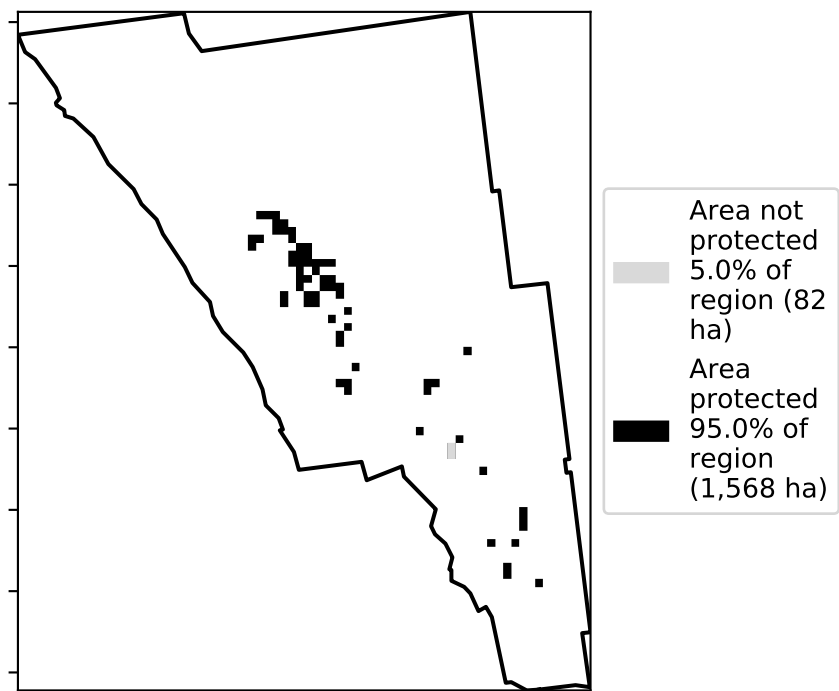 Area not
protected
5.0% of
region (82
ha)
Area
protected
95.0% of
region
(1,568 ha)